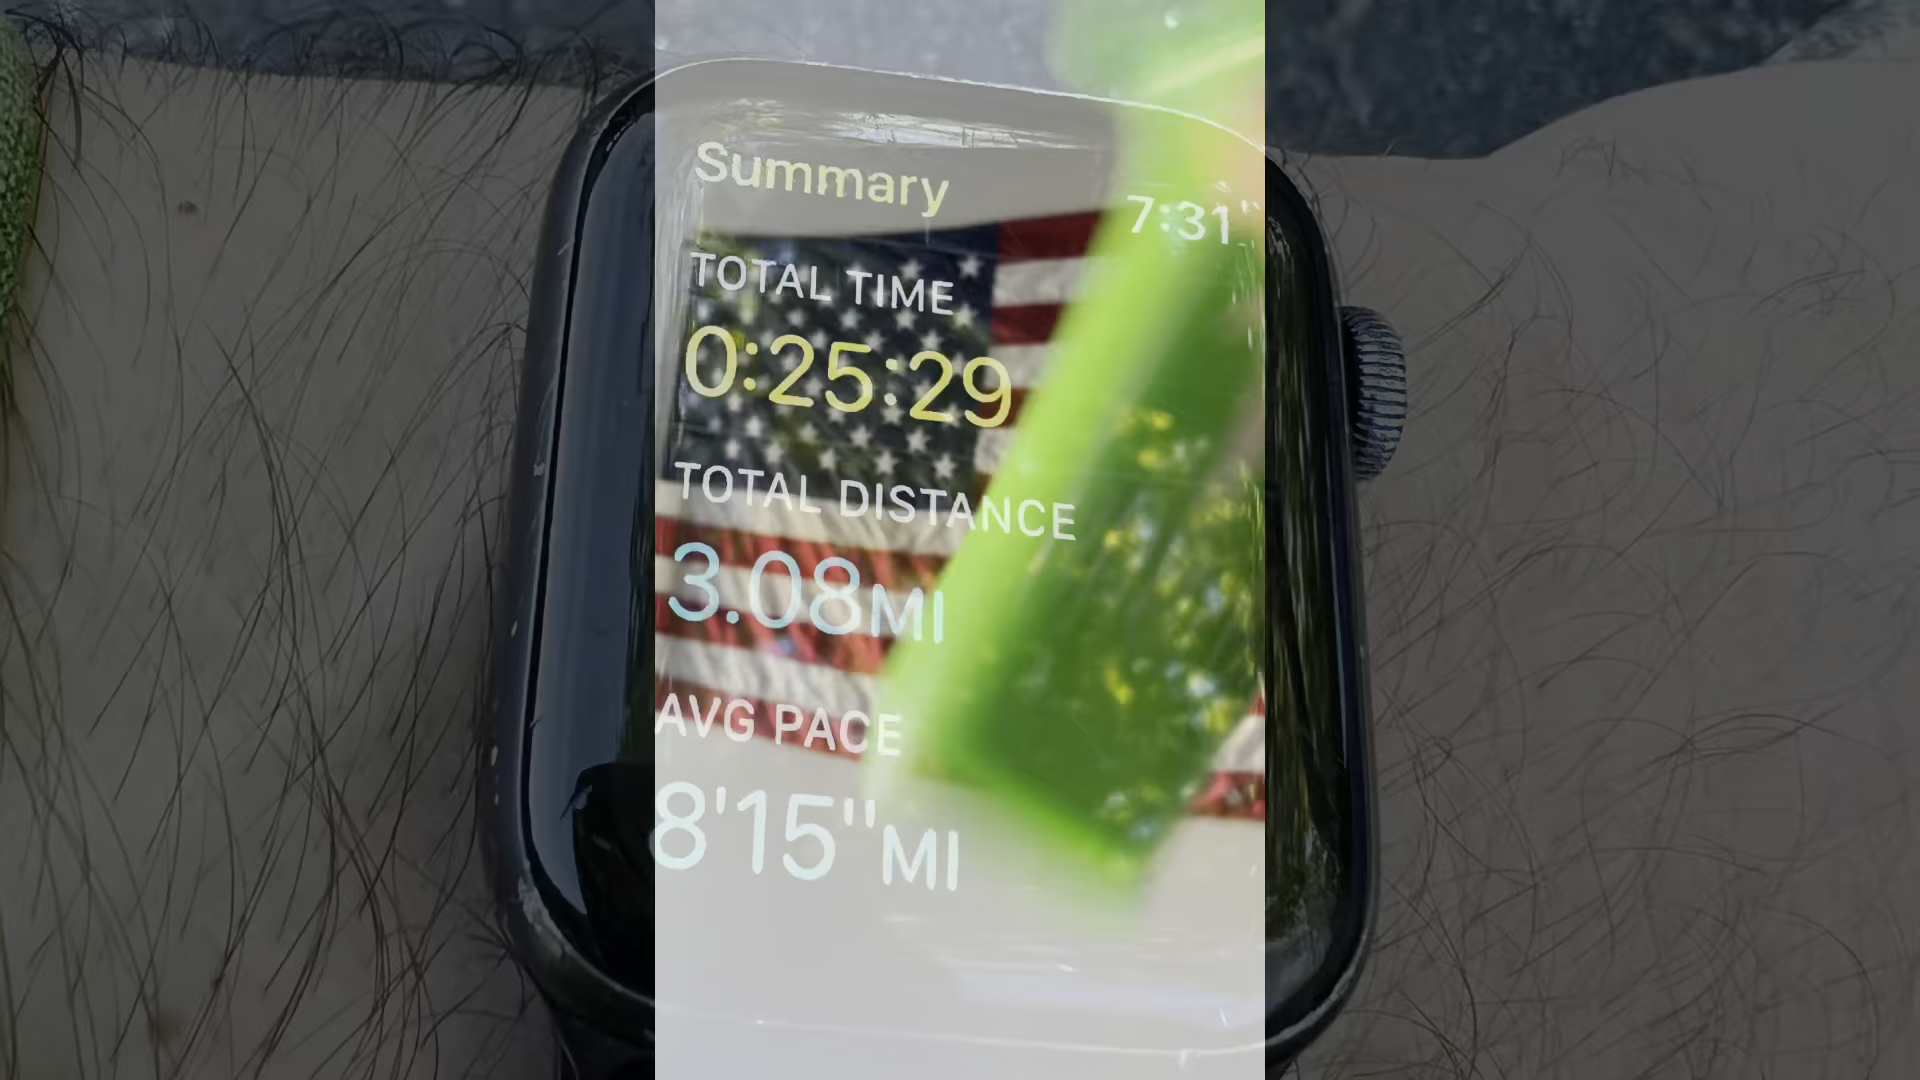 Summary
7:31
TOTAL TIME
0:25:29
TOTAL DISTANCE
3.08MI
AVG PACE
8'15"MI